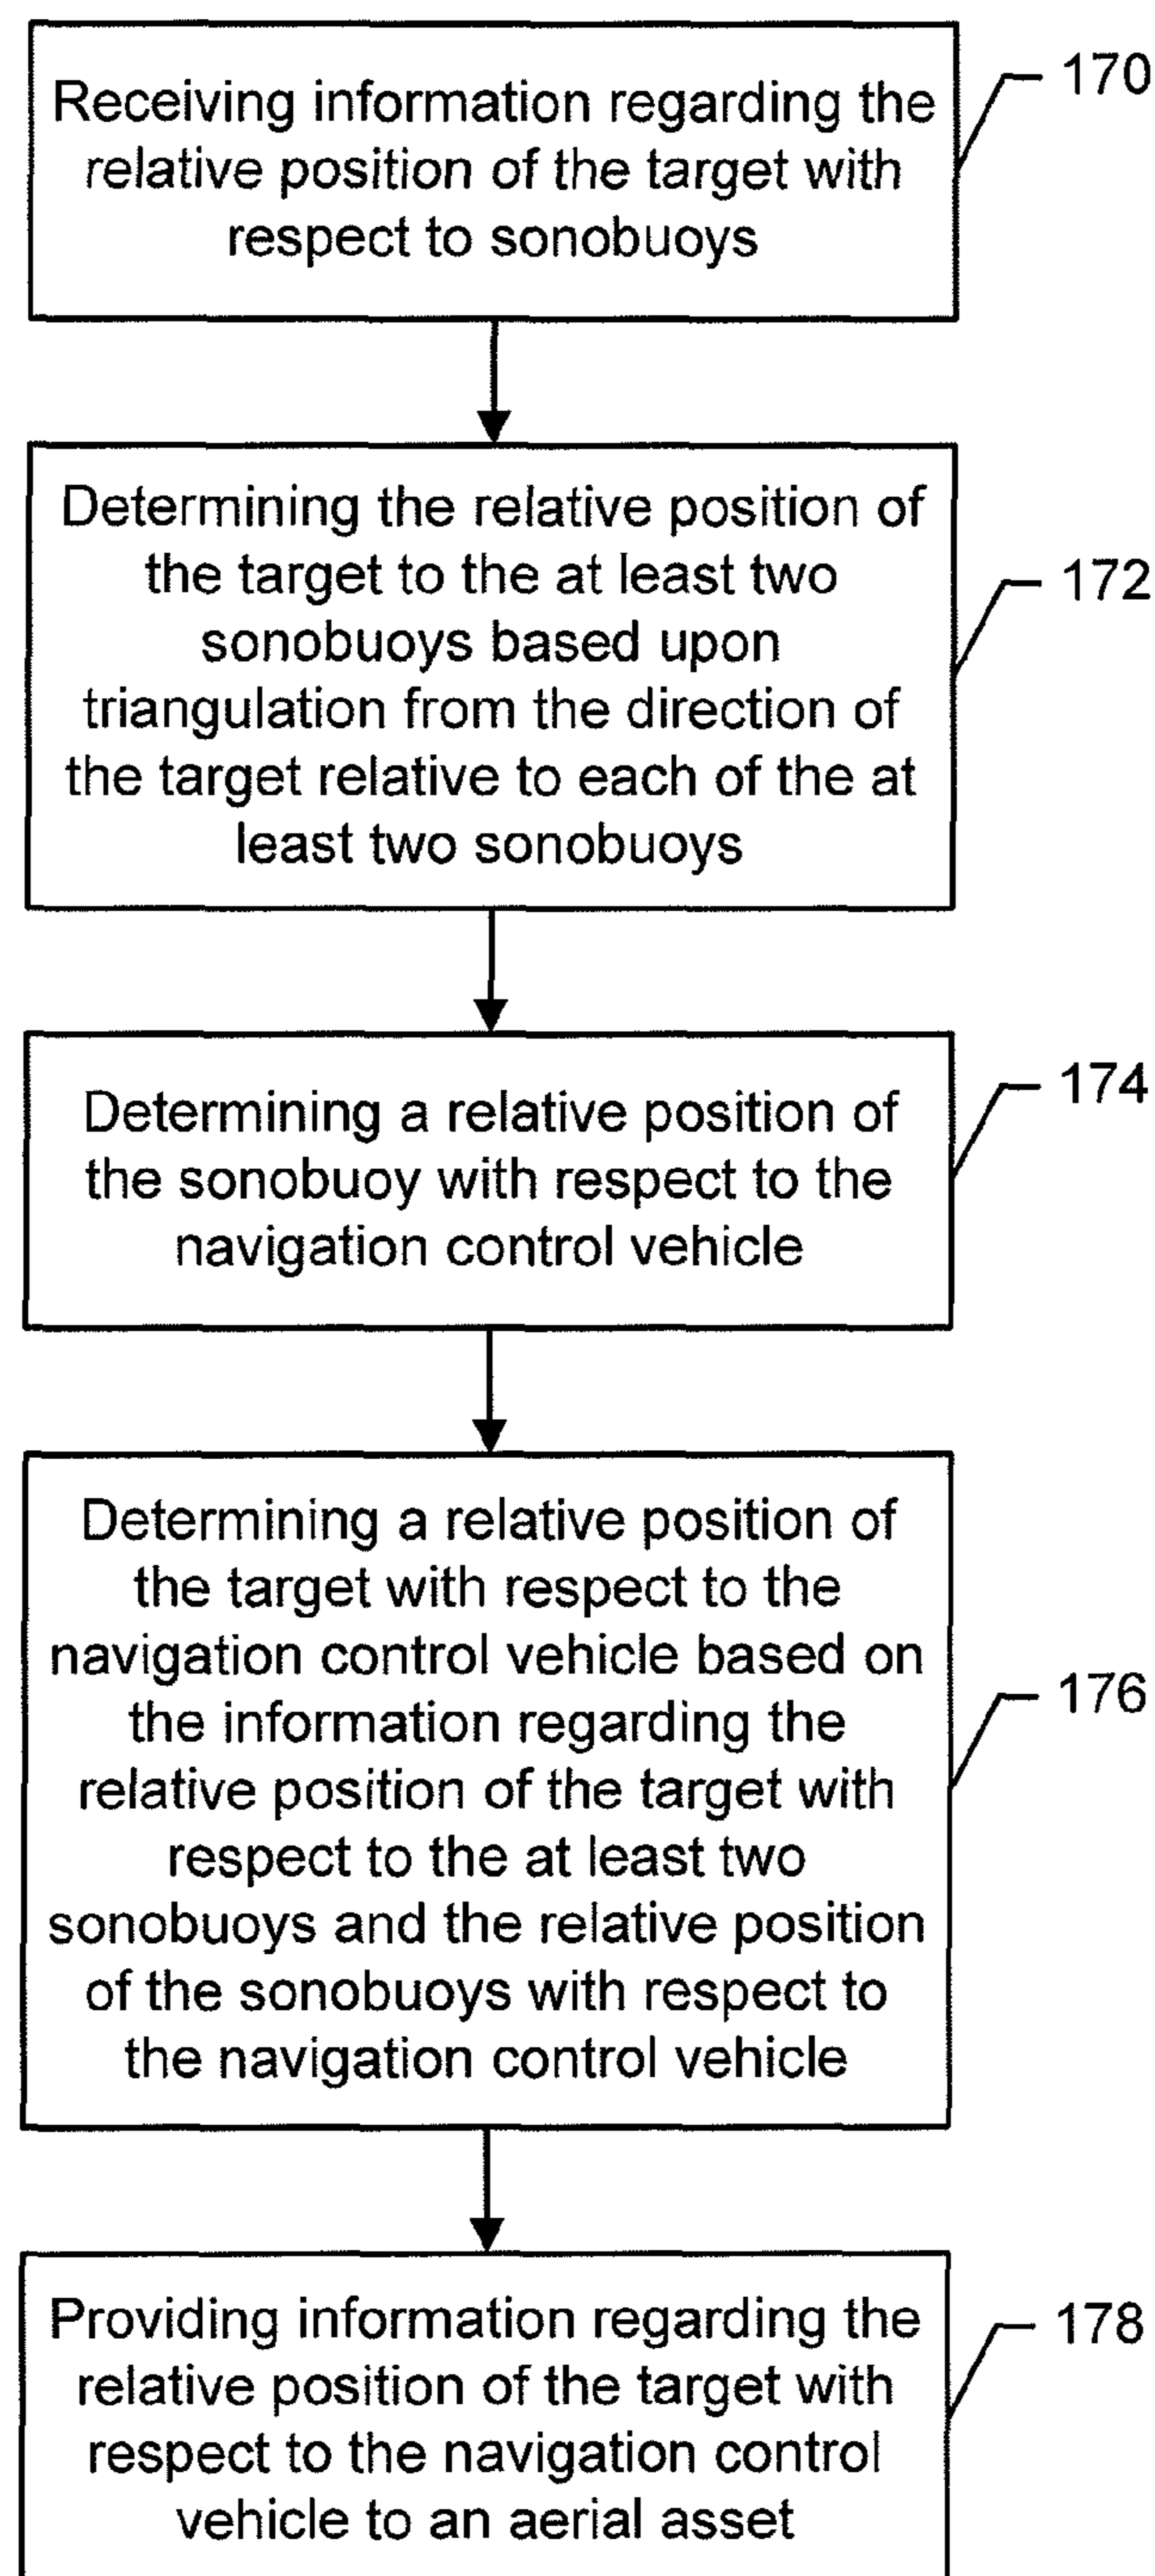 Receiving information regarding the
relative position of the target with
respect to sonobuoys
170
Determining the relative position of
the target to the at least two
sonobuoys based upon
triangulation from the direction of
the target relative to each of the at
least two sonobuoys
172
Determining a relative position of
the sonobuoy with respect to the
navigation control vehicle
174
Determining a relative position of
the target with respect to the
navigation control vehicle based on
the information regarding the
relative position of the target with
respect to the at least two
sonobuoys and the relative position
of the sonobuoys with respect to
the navigation control vehicle
176
Providing information regarding the
relative position of the target with
respect to the navigation control
vehicle to an aerial asset
178